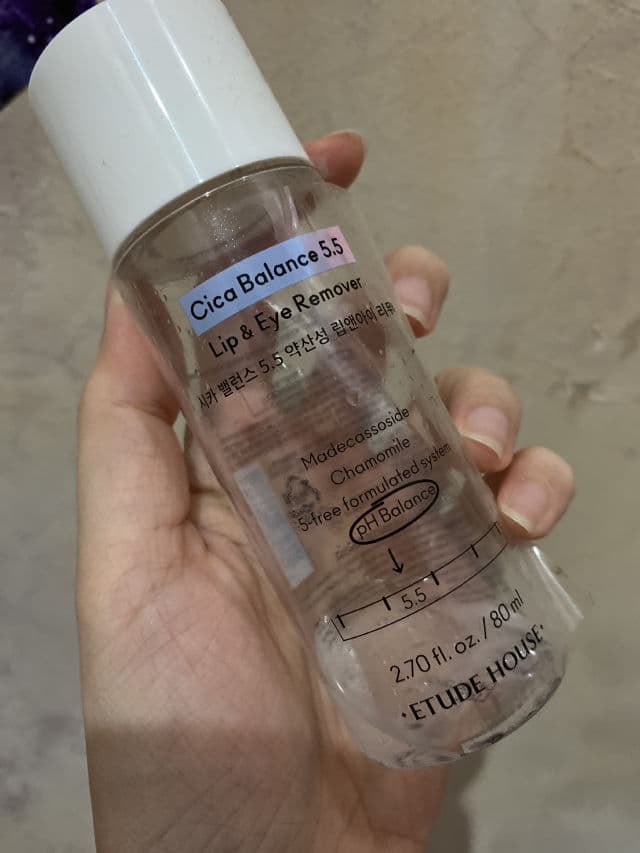 Cica Balance 5.5
Lip & Eye Remover
시카 밸런스 5.5 약산성 립앤아이 리무버
Madecassoside
Chamomile
5-free formulated system
pH Balance
5.5
2.70 fl. oz. / 80 ml
·ETUDE HOUSE·